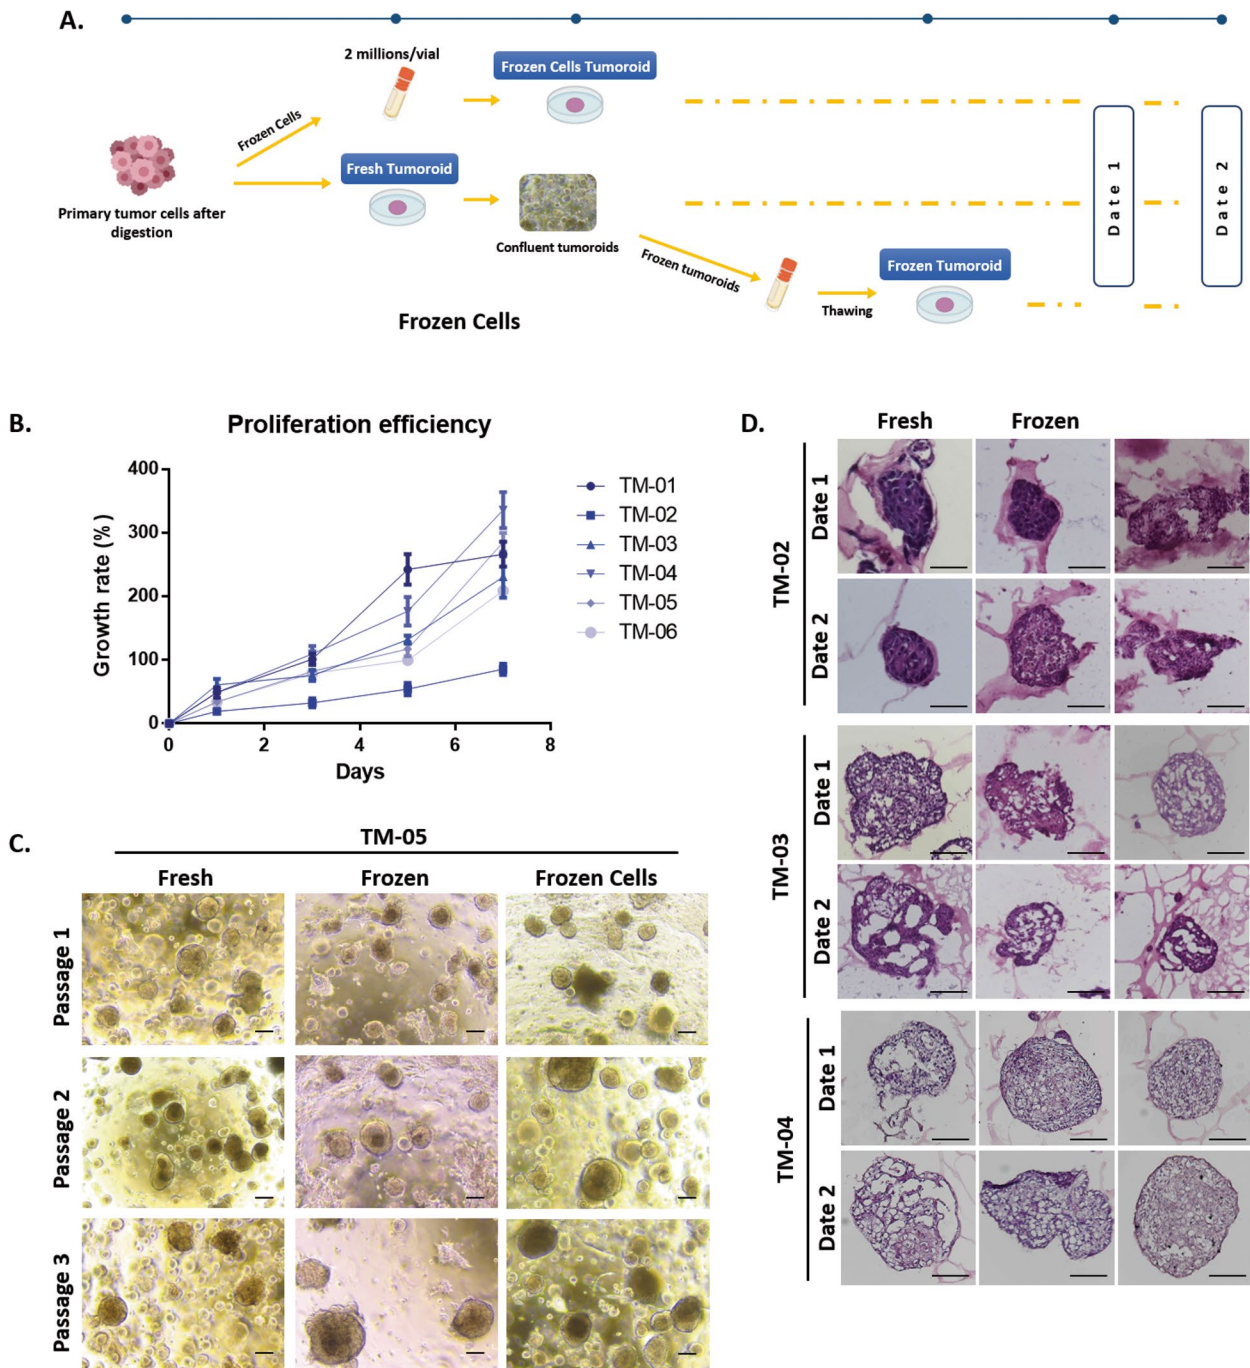 A.
2 millions/vial
Frozen Cells Tumoroid
Frozen Cells
Fresh Tumoroid
Primary tumor cells after
digestion
Confluent tumoroids
Frozen tumoroids
Frozen Tumoroid
Thawing
Date 1
Date 2
Frozen Cells
B.
Proliferation efficiency
Growth rate (%)
400
300
200
100
0
0
2
4
6
8
Days
TM-01
TM-02
TM-03
TM-04
TM-05
TM-06
C.
TM-05
Fresh
Frozen
Frozen Cells
Passage 1
Passage 2
Passage 3
D.
Fresh
Frozen
TM-02
Date 1
Date 2
TM-03
Date 1
Date 2
TM-04
Date 1
Date 2